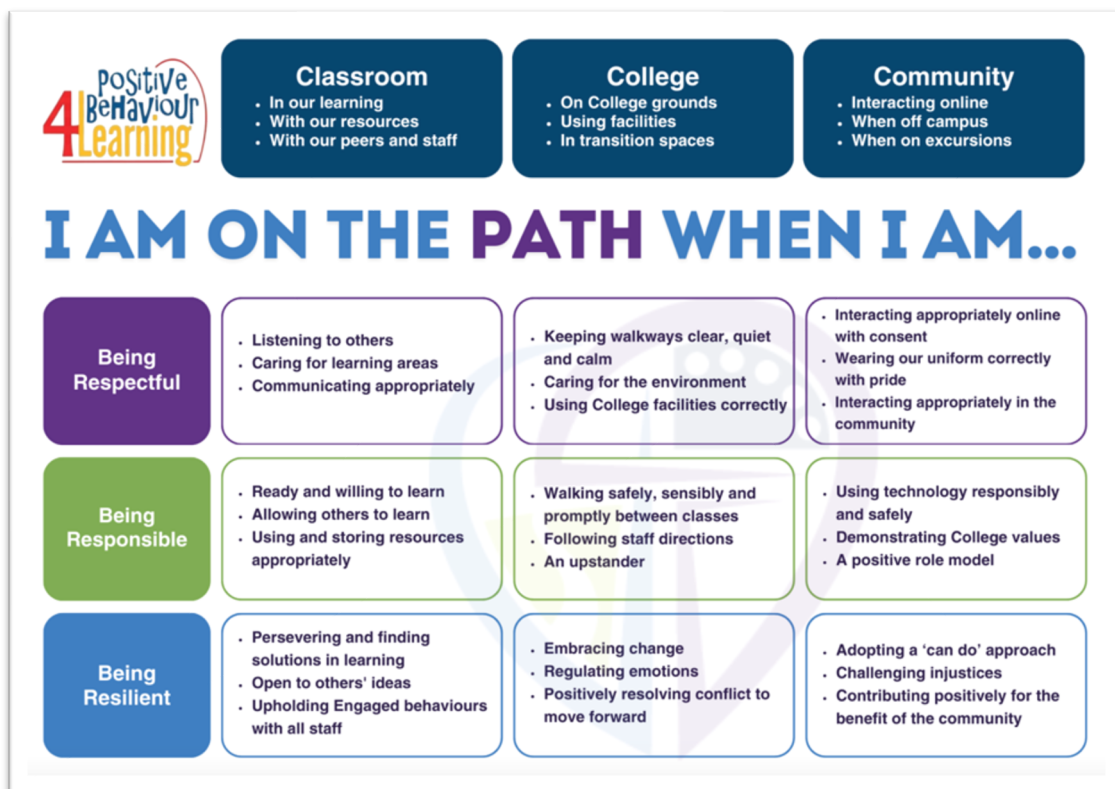 Positive
Behaviour
4Learning
Classroom
• In our learning
• With our resources
• With our peers and staff
College
• On College grounds
• Using facilities
• In transition spaces
Community
• Interacting online
• When off campus
• When on excursions
I AM ON THE PATH WHEN I AM...
Being
Respectful
• Listening to others
• Caring for learning areas
• Communicating appropriately
• Keeping walkways clear, quiet
and calm
• Caring for the environment
• Using College facilities correctly
• Interacting appropriately online
with consent
• Wearing our uniform correctly
with pride
• Interacting appropriately in the
community
Being
Responsible
• Ready and willing to learn
• Allowing others to learn
• Using and storing resources
appropriately
• Walking safely, sensibly and
promptly between classes
• Following staff directions
• An upstander
• Using technology responsibly
and safely
• Demonstrating College values
• A positive role model
Being
Resilient
• Persevering and finding
solutions in learning
• Open to others' ideas
• Upholding Engaged behaviours
with all staff
• Embracing change
• Regulating emotions
• Positively resolving conflict to
move forward
• Adopting a ‘can do’ approach
• Challenging injustices
• Contributing positively for the
benefit of the community